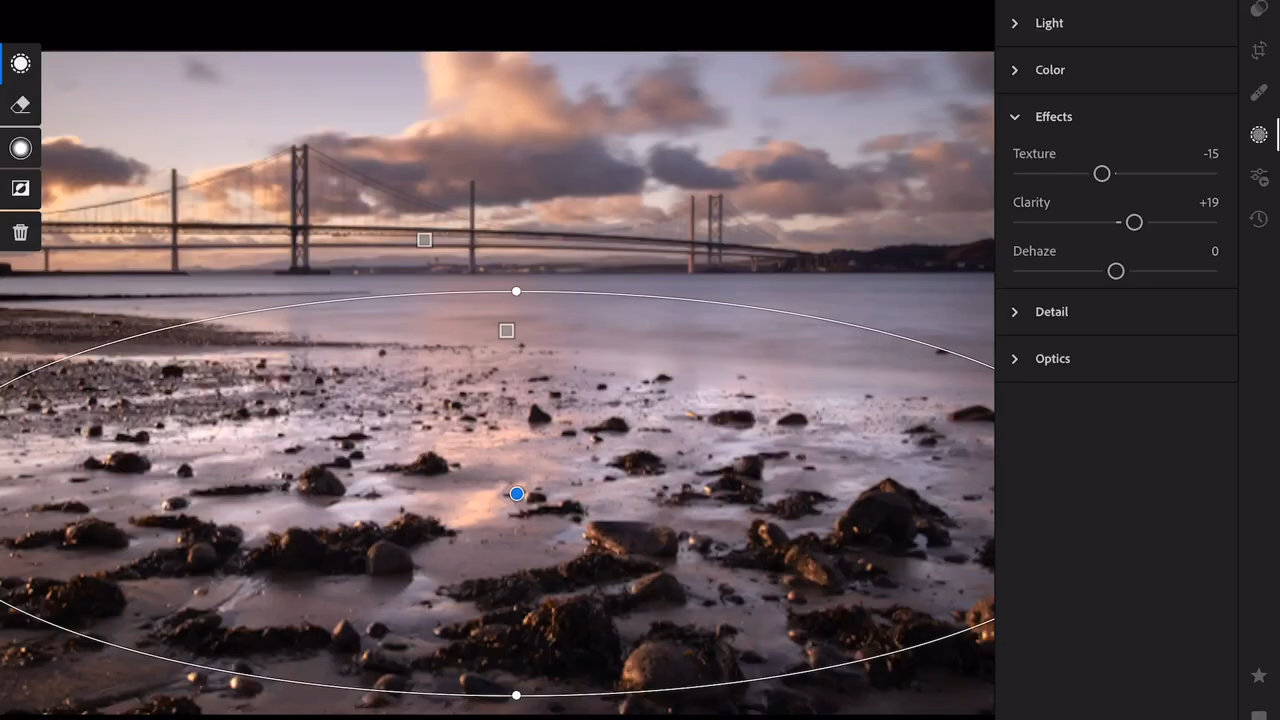 Light
Color
Effects
Texture -15
Clarity +19
Dehaze 0
Detail
Optics